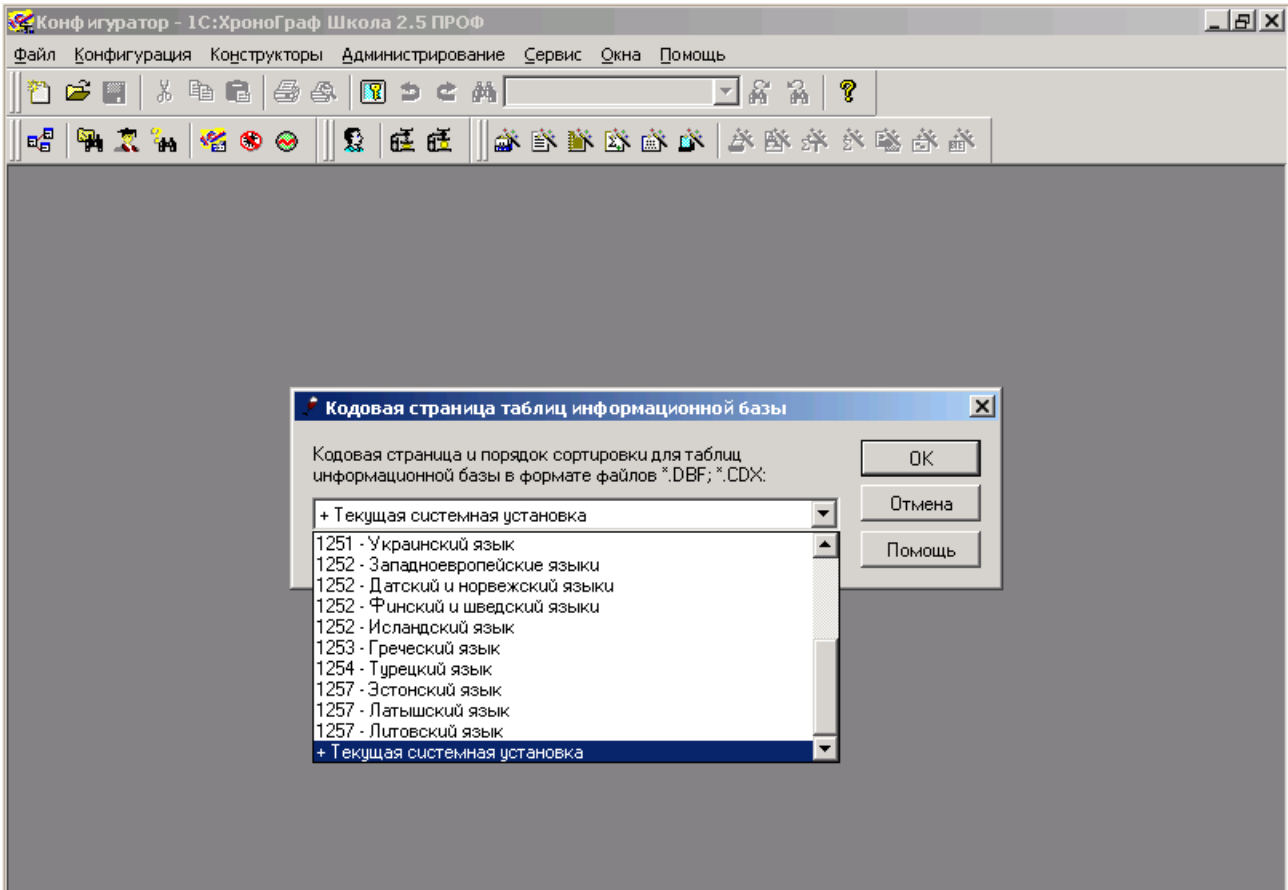 Конфигуратор - 1С:ХроноГраф Школа 2.5 ПРОФ
Файл Конфигурация Конструкторы Администрирование Сервис Окна Помощь
Кодовая страница таблиц информационной базы
Кодовая страница и порядок сортировки для таблиц
информационной базы в формате файлов *.DBF; *.CDX:
+ Текущая системная установка
OK
Отмена
Помощь
1251 - Украинский язык
1252 - Западноевропейские языки
1252 - Датский и норвежский языки
1252 - Финский и шведский языки
1252 - Исландский язык
1253 - Греческий язык
1254 - Турецкий язык
1257 - Эстонский язык
1257 - Латышский язык
1257 - Литовский язык
+ Текущая системная установка